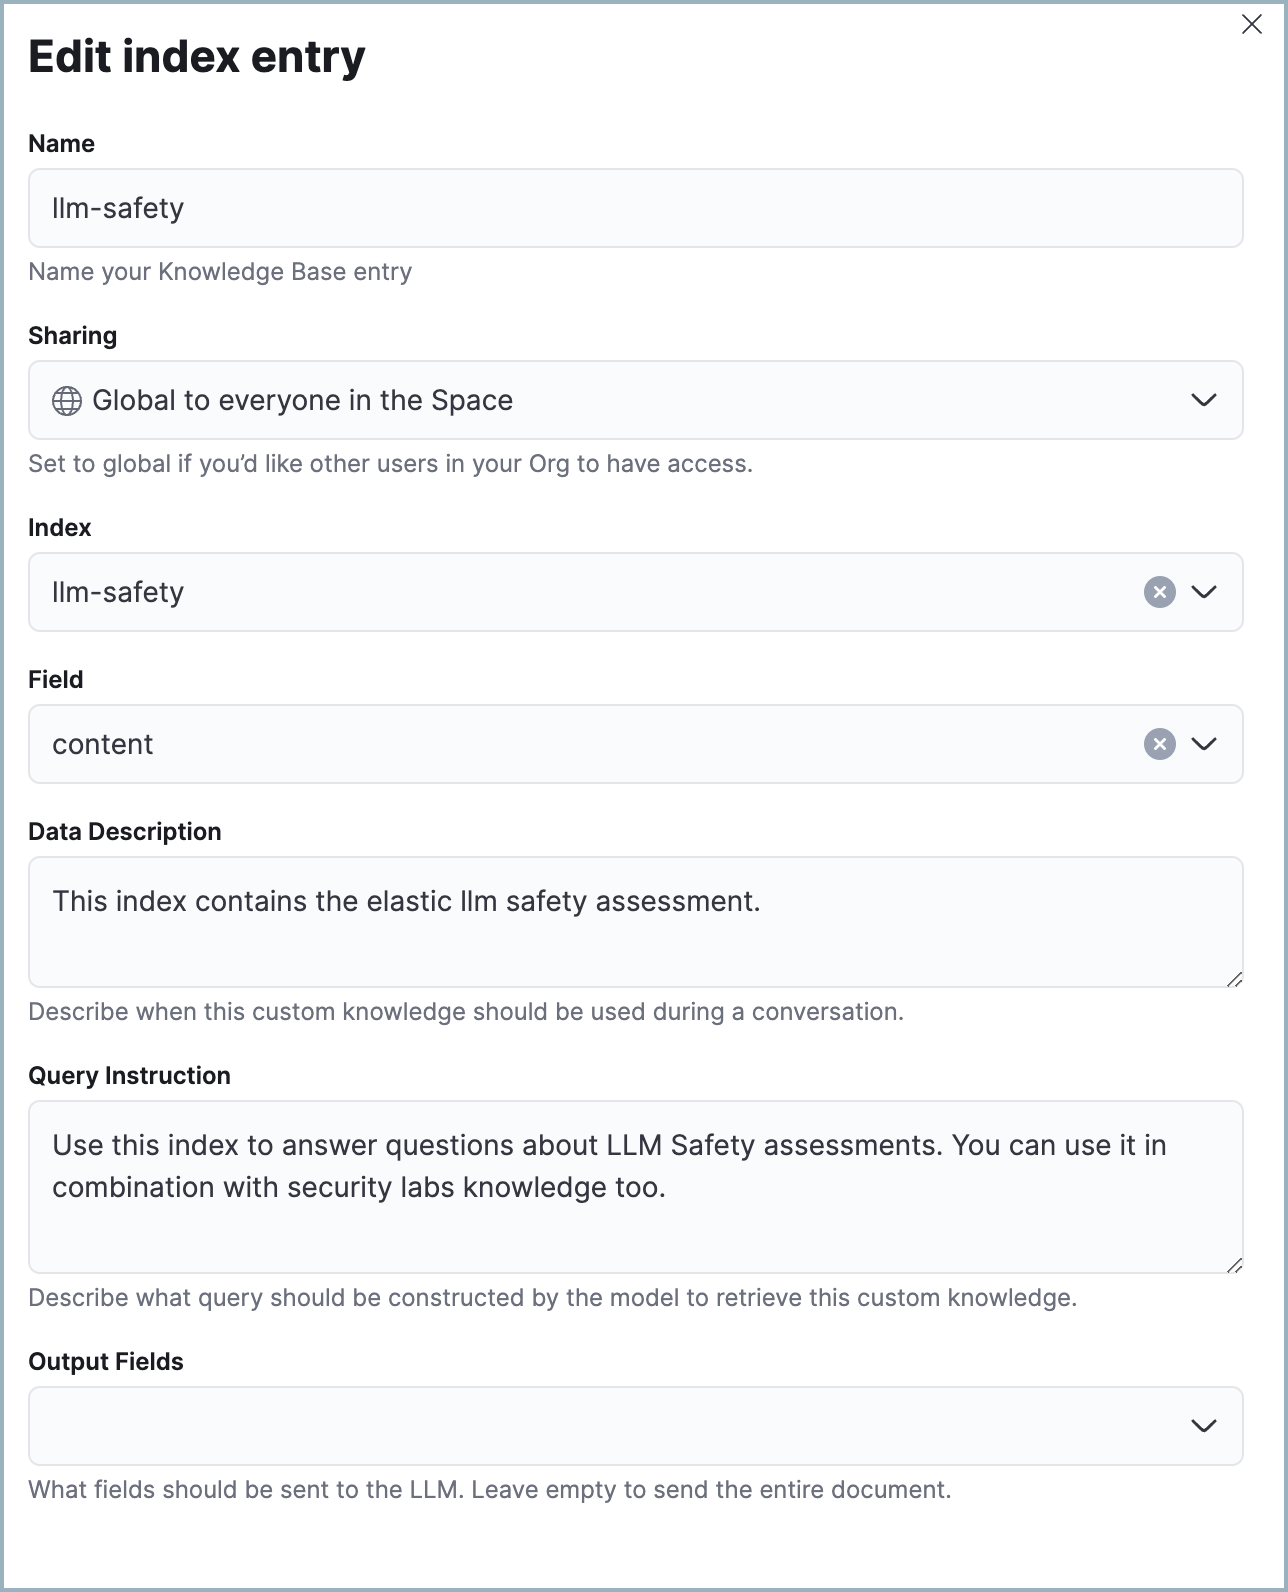 Edit index entry
Name
llm-safety
Name your Knowledge Base entry
Sharing
Global to everyone in the Space
Set to global if you’d like other users in your Org to have access.
Index
llm-safety
Field
content
Data Description
This index contains the elastic llm safety assessment.
Describe when this custom knowledge should be used during a conversation.
Query Instruction
Use this index to answer questions about LLM Safety assessments. You can use it in
combination with security labs knowledge too.
Describe what query should be constructed by the model to retrieve this custom knowledge.
Output Fields
What fields should be sent to the LLM. Leave empty to send the entire document.